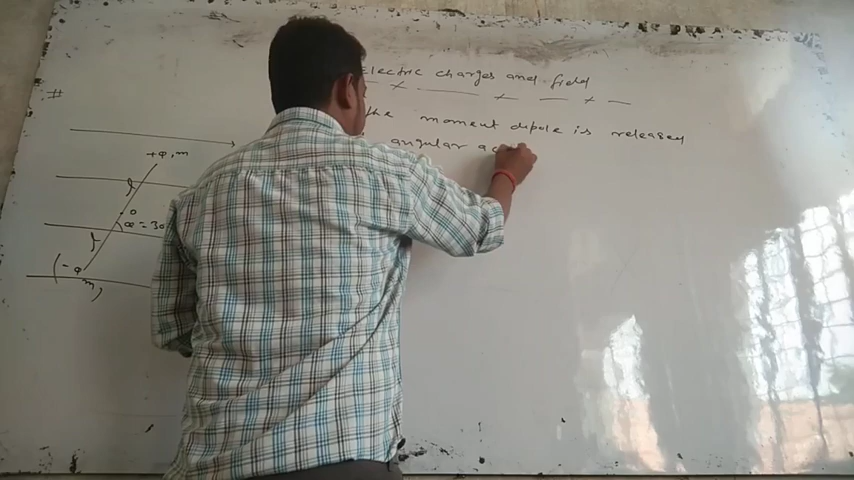 Electric charges and field
#
the moment dipole is released
angular ac
+Q, m
l
O
α = 30
l
(-Q
m,